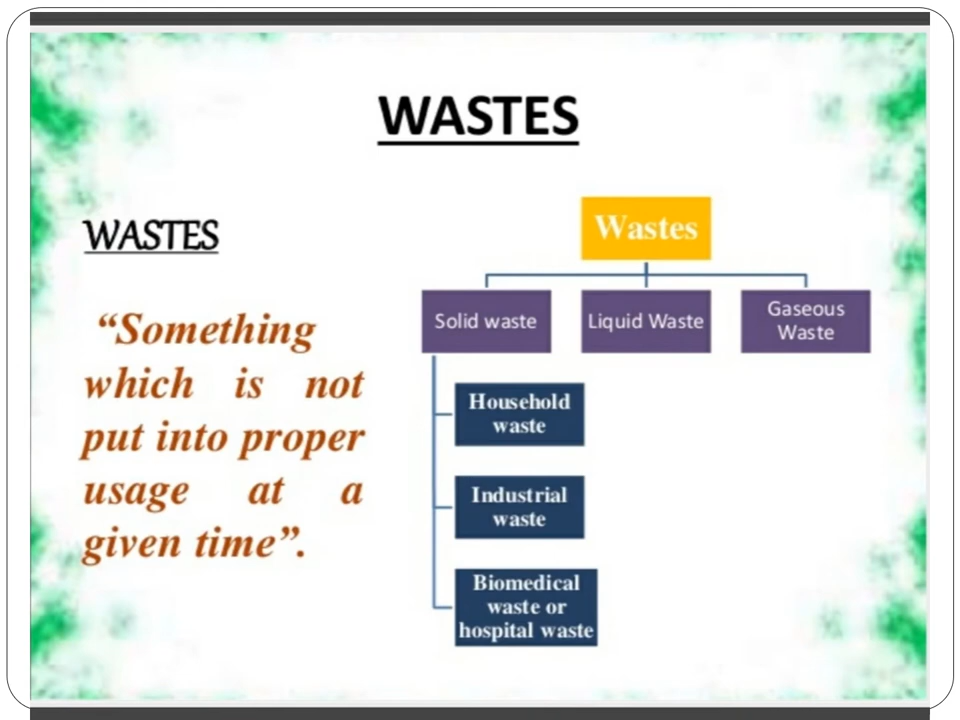 WASTES
WASTES
“Something
which is not
put into proper
usage at a
given time”.
Wastes
Solid waste
Liquid Waste
Gaseous
Waste
Household
waste
Industrial
waste
Biomedical
waste or
hospital waste